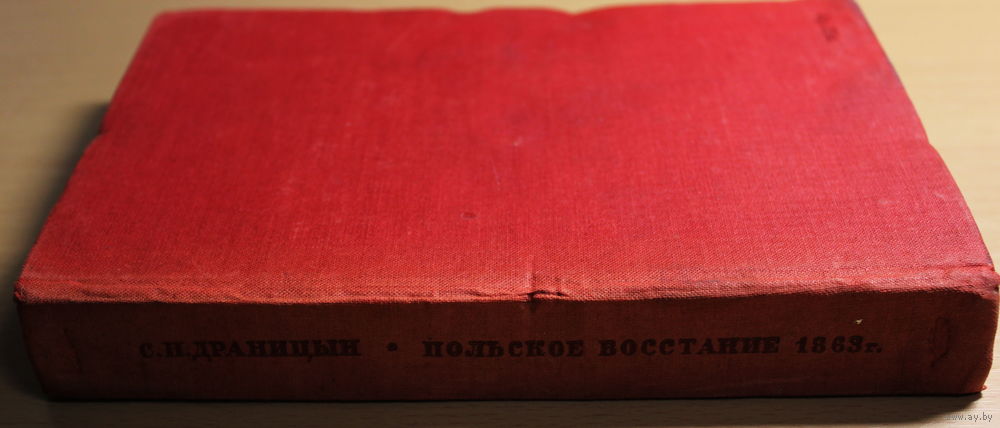 С.Н.ДРАНИЦЫН • ПОЛЬСКОЕ ВОССТАНИЕ 1863г.
www.ay.by